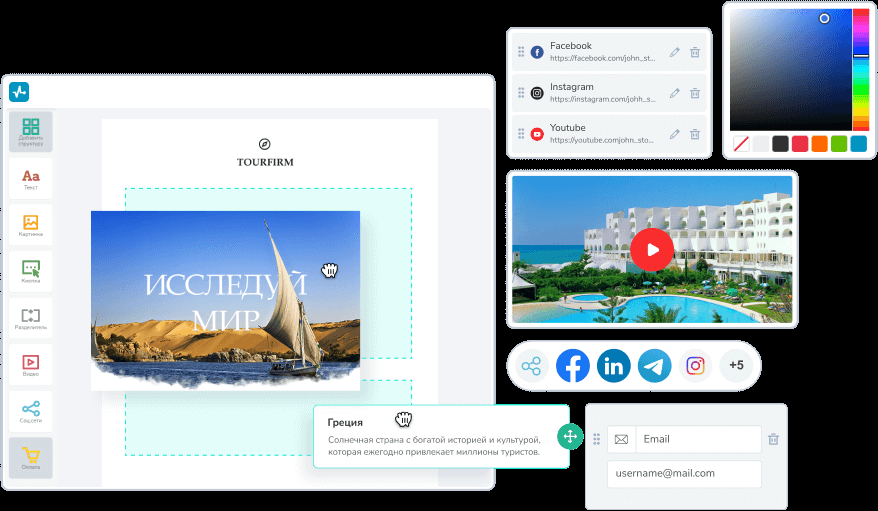 Добавить
структуру
Aa
Текст
Картинка
Кнопка
Разделитель
Видео
Соц.сети
Оплата
TOURFIRM
ИССЛЕДУЙ
МИР
Греция
Солнечная страна с богатой историей и культурой,
которая ежегодно привлекает миллионы туристов.
Facebook
https://facebook.com/john_st...
Instagram
https://instagram.com/johh_s...
Youtube
https://youtube.comjohn_sto...
+5
Email
username@mail.com